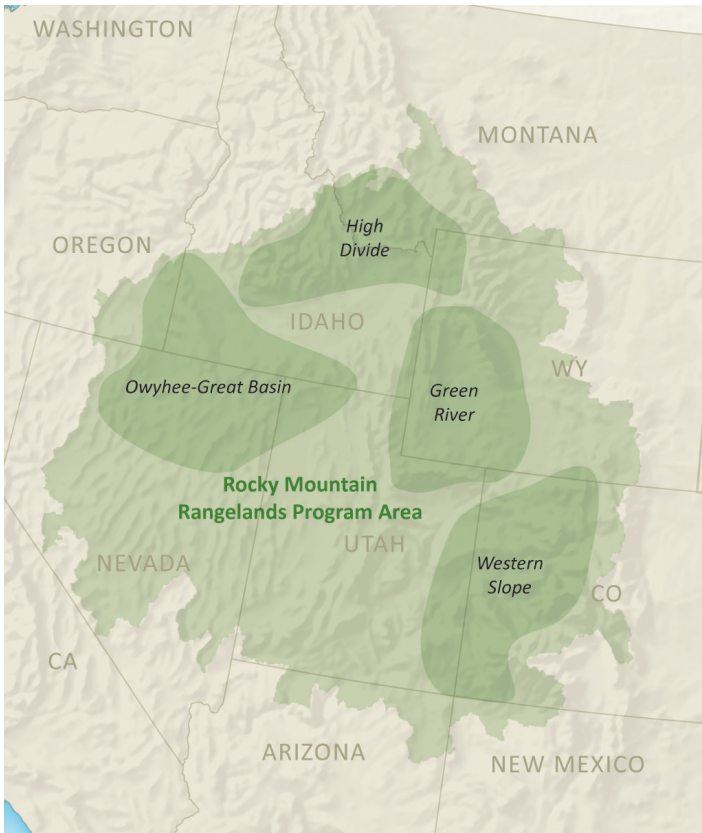 WASHINGTON
MONTANA
High
Divide
OREGON
IDAHO
WY
Owyhee-Great Basin
Green
River
Rocky Mountain
Rangelands Program Area
UTAH
NEVADA
Western
Slope
CO
CA
ARIZONA
NEW MEXICO